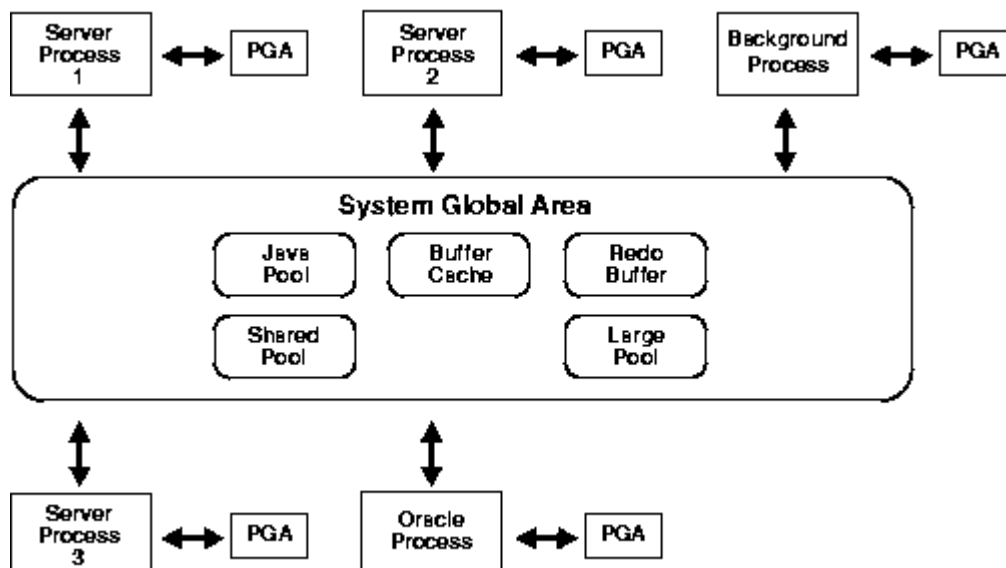 Server
Process
1
PGA
Server
Process
2
PGA
Background
Process
PGA
System Global Area
Java
Pool
Buffer
Cache
Redo
Buffer
Shared
Pool
Large
Pool
Server
Process
3
PGA
Oracle
Process
PGA